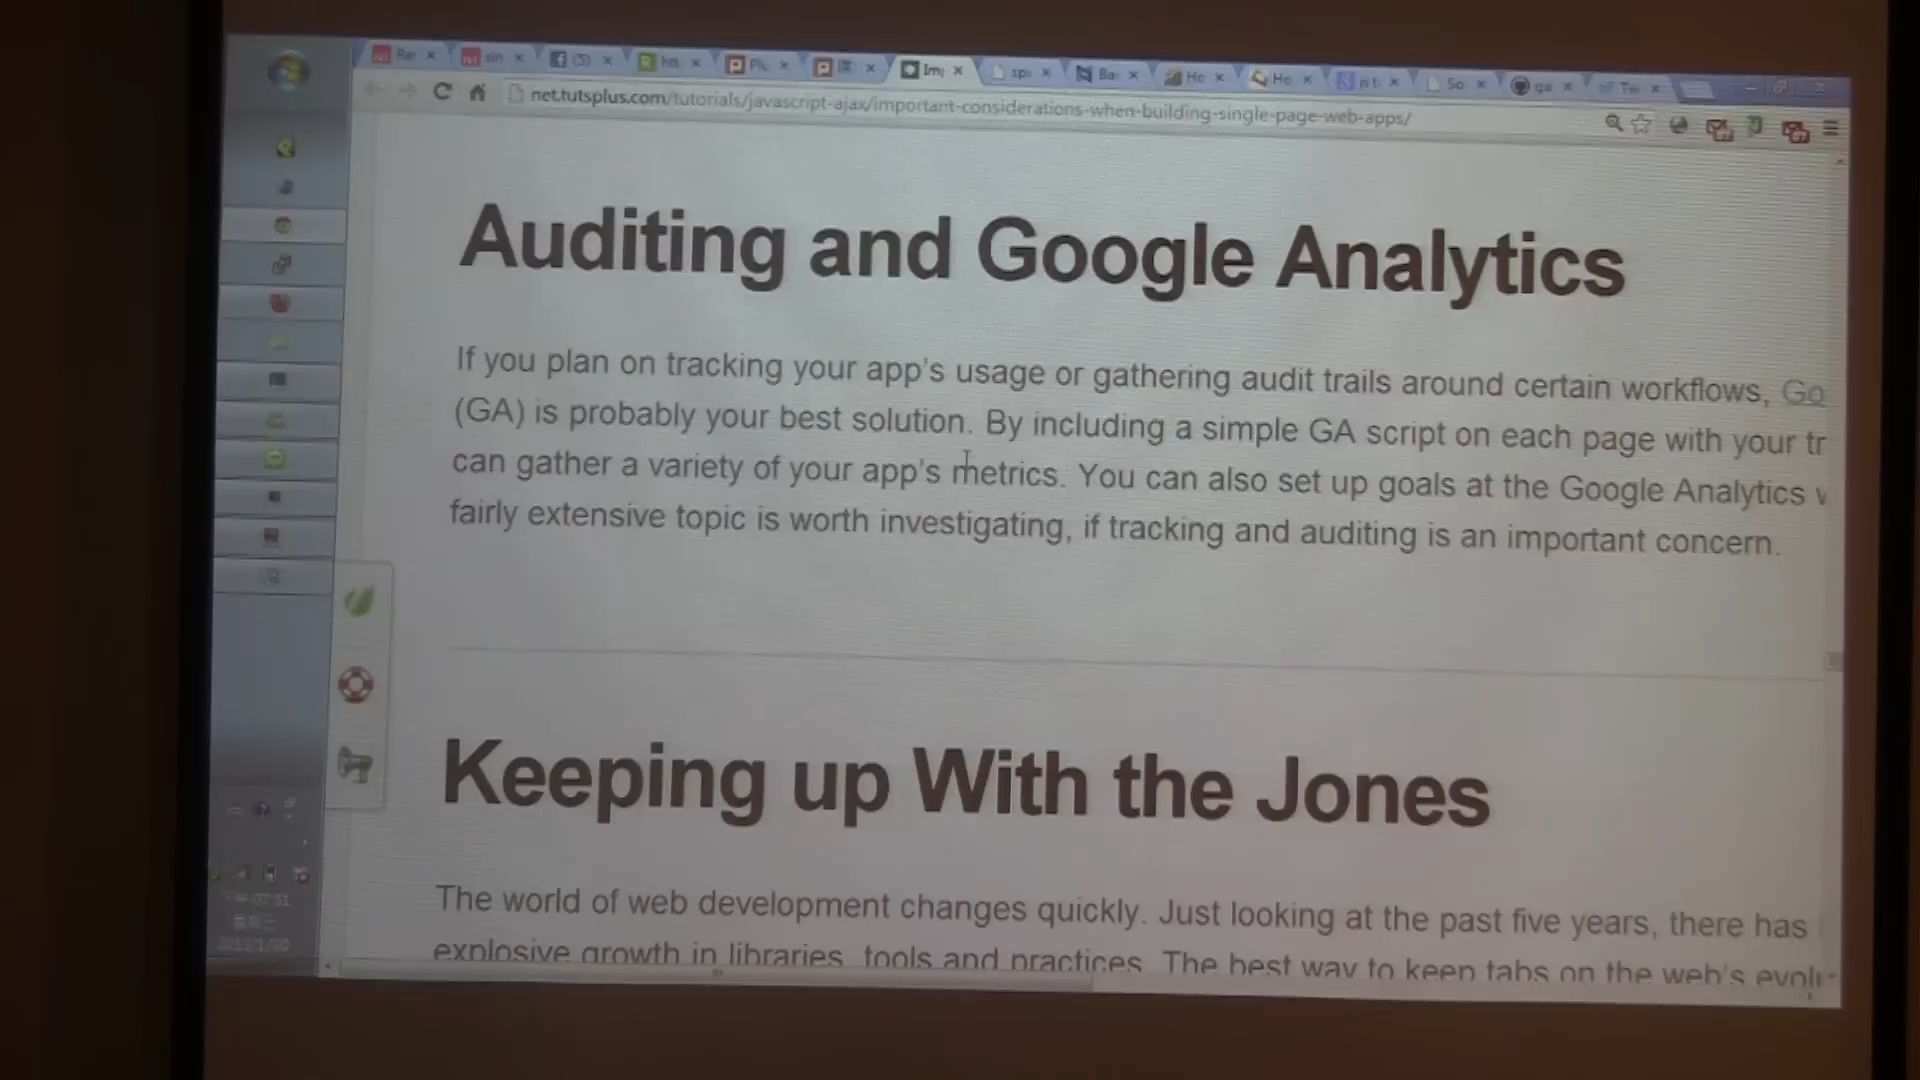 (5)
Im
net.tutsplus.com/tutorials/javascript-ajax/important-considerations-when-building-single-page-web-apps/
Auditing and Google Analytics
If you plan on tracking your app's usage or gathering audit trails around certain workflows, Go
(GA) is probably your best solution. By including a simple GA script on each page with your tr
can gather a variety of your app's metrics. You can also set up goals at the Google Analytics
fairly extensive topic is worth investigating, if tracking and auditing is an important concern.
Keeping up With the Jones
The world of web development changes quickly. Just looking at the past five years, there has
explosive growth in libraries, tools and practices. The best way to keep tabs on the web's evolu